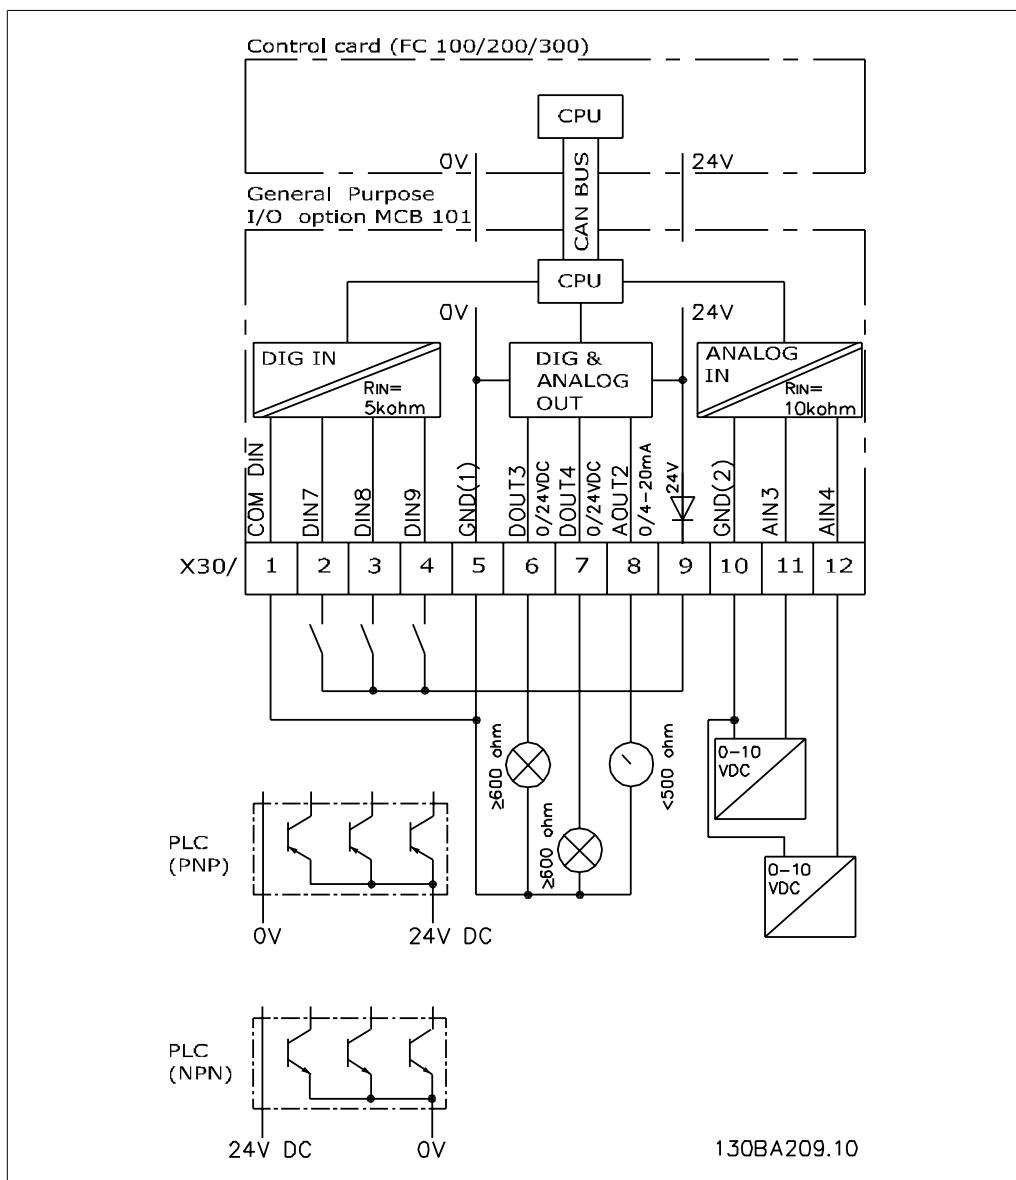 Control card (FC 100/200/300)
CPU
0V
24V
CAN BUS
General Purpose
I/O option MCB 101
CPU
0V
24V
DIG IN
RIN=
5kohm
DIG &
ANALOG
OUT
ANALOG
IN
RIN=
10kohm
COM DIN
DIN7
DIN8
DIN9
GND(1)
DOUT3
0/24VDC
DOUT4
0/24VDC
AOUT2
0/4-20mA
24V
GND(2)
AIN3
AIN4
X30/ 1 2 3 4 5 6 7 8 9 10 11 12
≥600 ohm
≥600 ohm
<500 ohm
0-10
VDC
0-10
VDC
PLC
(PNP)
0V
24V DC
PLC
(NPN)
24V DC
0V
130BA209.10